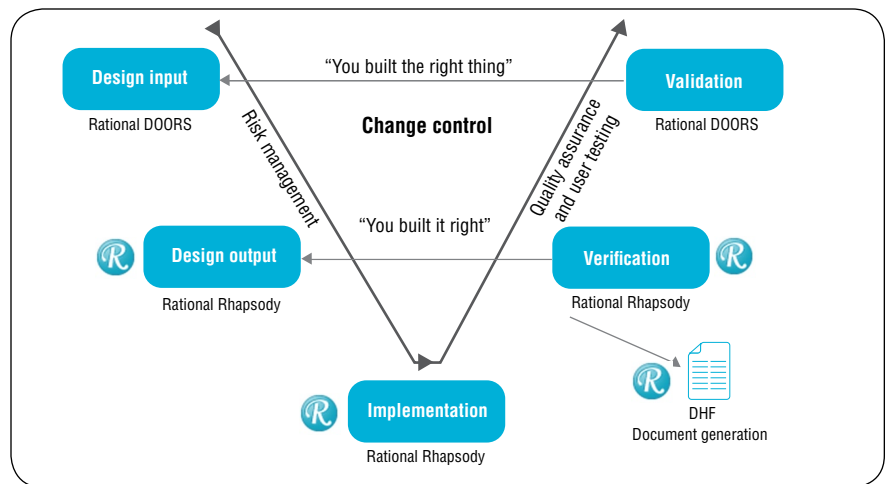 Design input
Rational DOORS
“You built the right thing”
Validation
Rational DOORS
Change control
Risk management
Quality assurance
and user testing
“You built it right”
R
Design output
Rational Rhapsody
Verification
R
Rational Rhapsody
R
Implementation
Rational Rhapsody
R
DHF
Document generation